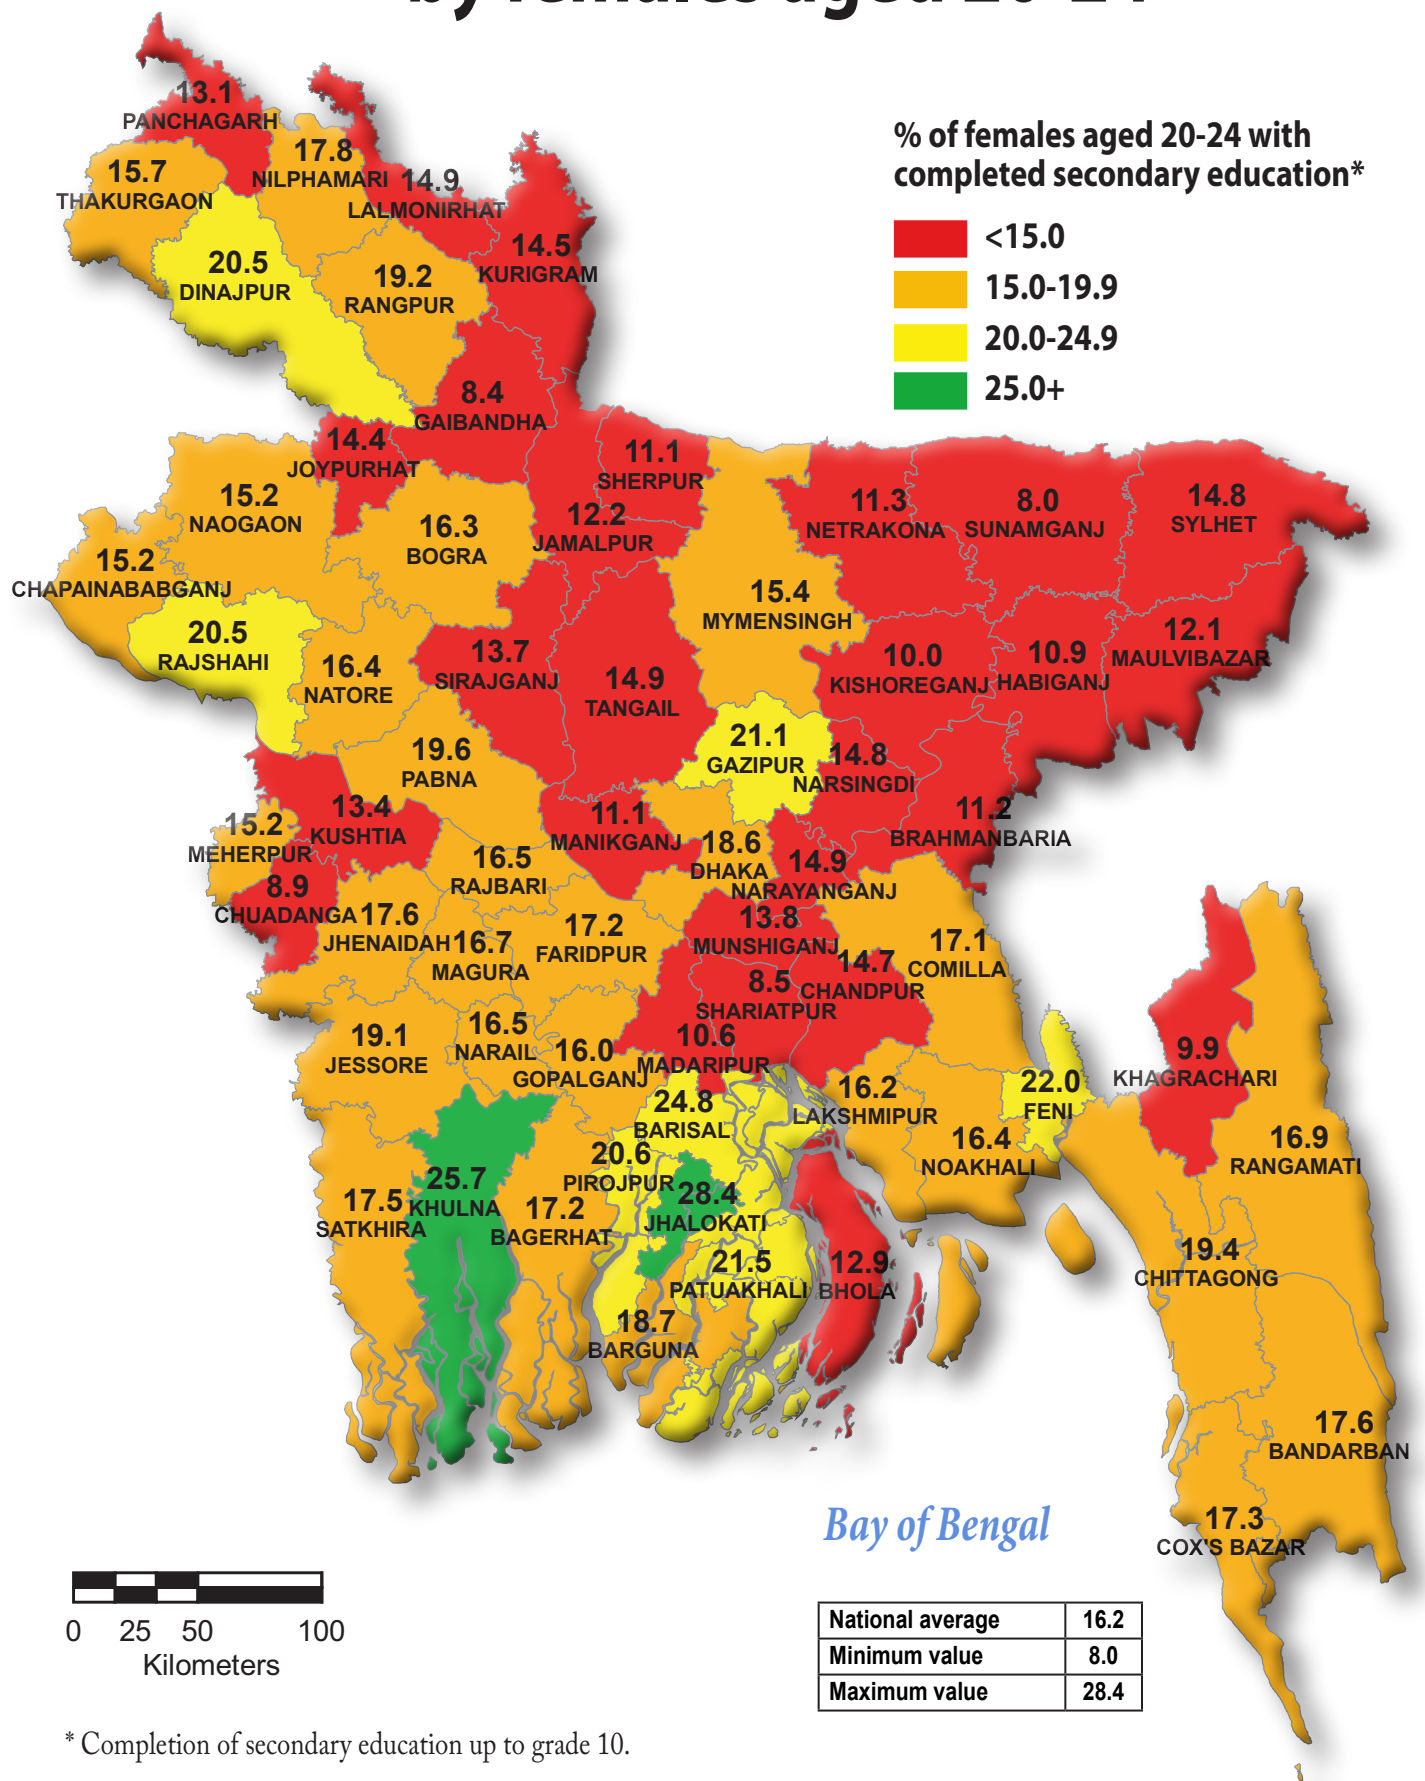 by females aged 20-24
13.1
PANCHAGARH
15.7
THAKURGAON
17.8
NILPHAMARI
14.9
LALMONIRHAT
14.5
KURIGRAM
20.5
DINAJPUR
19.2
RANGPUR
8.4
GAIBANDHA
% of females aged 20-24 with
completed secondary education*
<15.0
15.0-19.9
20.0-24.9
25.0+
14.4
JOYPURHAT
15.2
NAOGAON
16.3
BOGRA
11.1
SHERPUR
12.2
JAMALPUR
11.3
NETRAKONA
8.0
SUNAMGANJ
14.8
SYLHET
15.2
CHAPAINABABGANJ
20.5
RAJSHAHI
16.4
NATORE
13.7
SIRAJGANJ
14.9
TANGAIL
15.4
MYMENSINGH
10.0
KISHOREGANJ
10.9
HABIGANJ
12.1
MAULVIBAZAR
19.6
PABNA
21.1
GAZIPUR
14.8
NARSINGDI
11.2
BRAHMANBARIA
15.2
MEHERPUR
13.4
KUSHTIA
11.1
MANIKGANJ
18.6
DHAKA
14.9
NARAYANGANJ
8.9
CHUADANGA
17.6
JHENAIDAH
16.5
RAJBARI
16.7
MAGURA
17.2
FARIDPUR
13.8
MUNSHIGANJ
14.7
CHANDPUR
17.1
COMILLA
8.5
SHARIATPUR
19.1
JESSORE
16.5
NARAIL
16.0
GOPALGANJ
10.6
MADARIPUR
9.9
KHAGRACHARI
24.8
BARISAL
16.2
LAKSHMIPUR
22.0
FENI
16.4
NOAKHALI
16.9
RANGAMATI
17.5
SATKHIRA
25.7
KHULNA
17.2
BAGERHAT
20.6
PIROJPUR
28.4
JHALOKATI
21.5
PATUAKHALI
12.9
BHOLA
19.4
CHITTAGONG
18.7
BARGUNA
17.6
BANDARBAN
17.3
COX'S BAZAR
Bay of Bengal
0 25 50 100
Kilometers
National average 16.2
Minimum value 8.0
Maximum value 28.4
* Completion of secondary education up to grade 10.